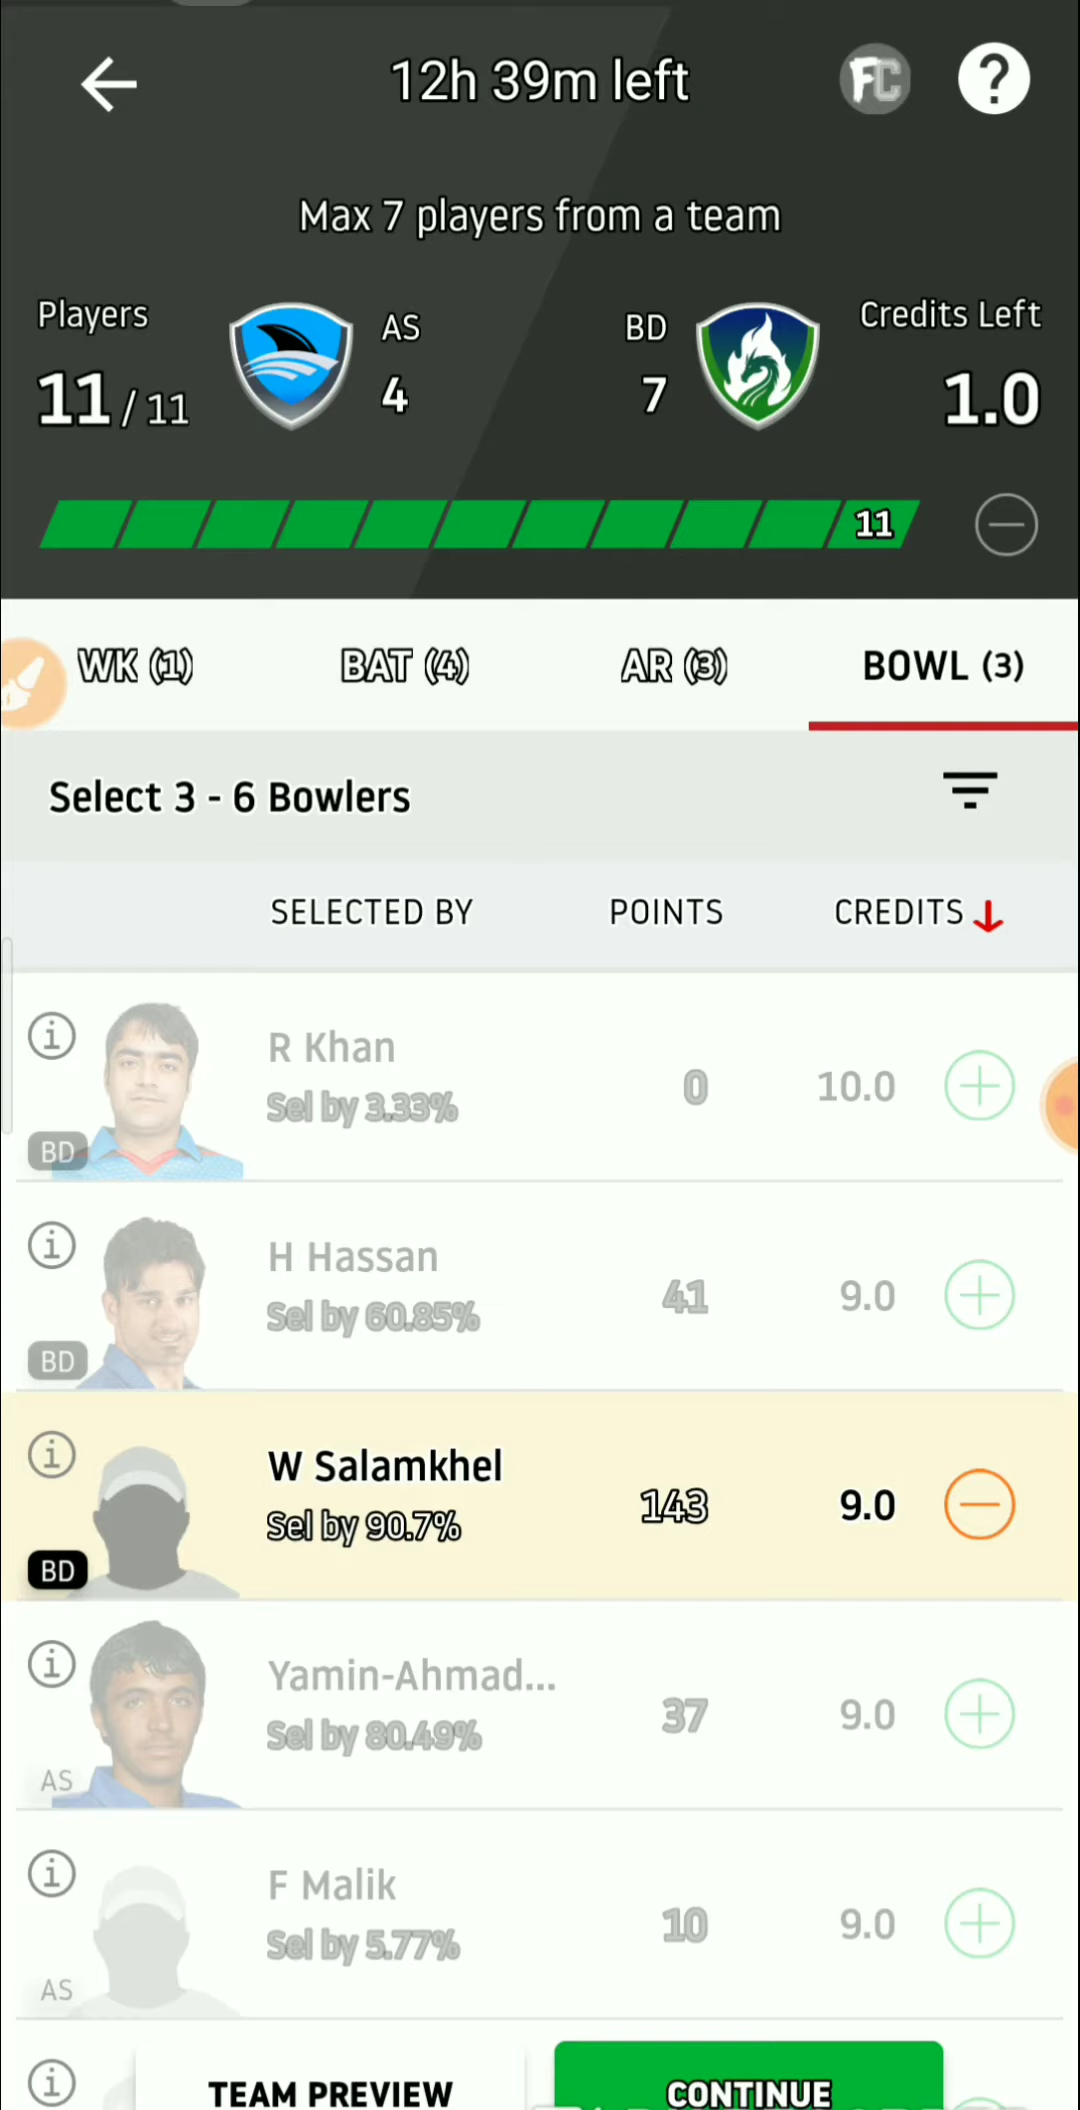 12h 39m left
FC
?
Max 7 players from a team
Players
AS
BD
Credits Left
11 / 11
4
7
1.0
11
WK (1)
BAT (4)
AR (3)
BOWL (3)
Select 3 - 6 Bowlers
SELECTED BY
POINTS
CREDITS
R Khan
Sel by 3.33%
0
10.0
BD
H Hassan
Sel by 60.85%
41
9.0
BD
W Salamkhel
Sel by 90.7%
143
9.0
BD
Yamin-Ahmad...
Sel by 80.49%
37
9.0
AS
F Malik
Sel by 5.77%
10
9.0
AS
TEAM PREVIEW
CONTINUE